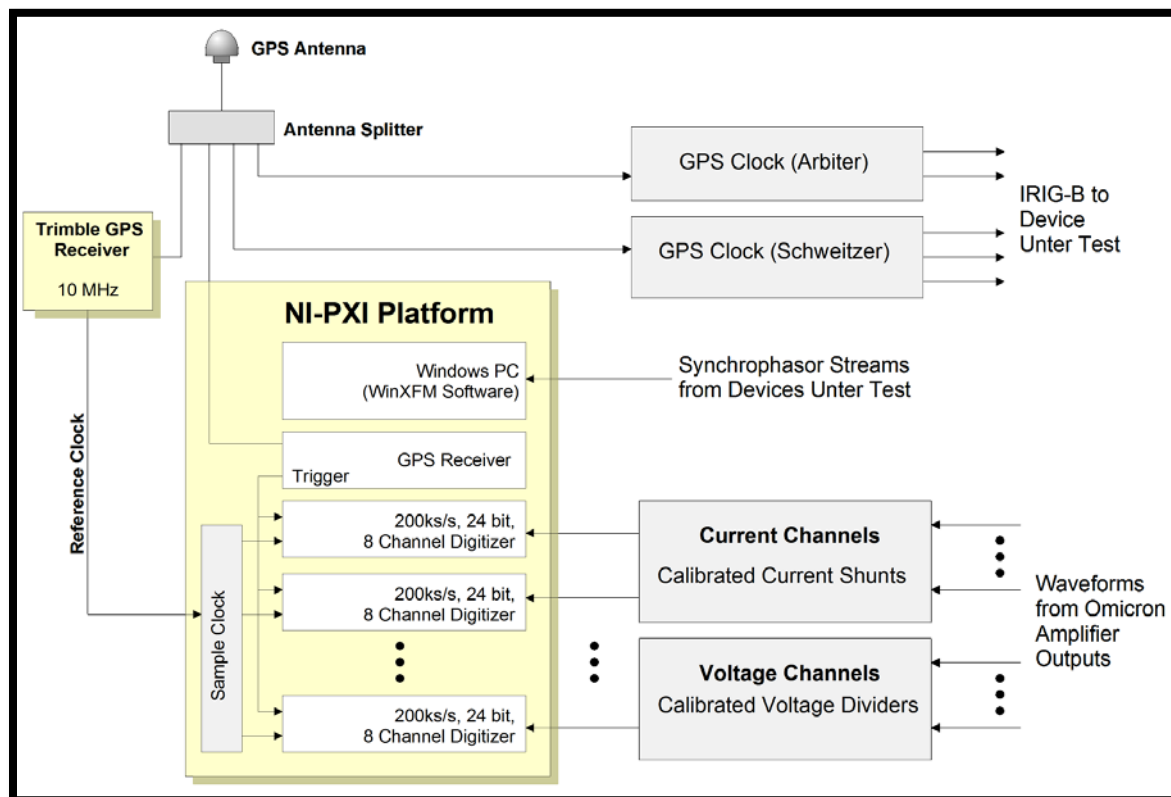 GPS Antenna
Antenna Splitter
GPS Clock (Arbiter)
IRIG-B to
Device
Unter Test
GPS Clock (Schweitzer)
Trimble GPS
Receiver
10 MHz
NI-PXI Platform
Windows PC
(WinXFM Software)
Synchrophasor Streams
from Devices Unter Test
Reference Clock
GPS Receiver
Trigger
Sample Clock
200ks/s, 24 bit,
8 Channel Digitizer
200ks/s, 24 bit,
8 Channel Digitizer
200ks/s, 24 bit,
8 Channel Digitizer
Current Channels
Calibrated Current Shunts
Voltage Channels
Calibrated Voltage Dividers
Waveforms
from Omicron
Amplifier
Outputs